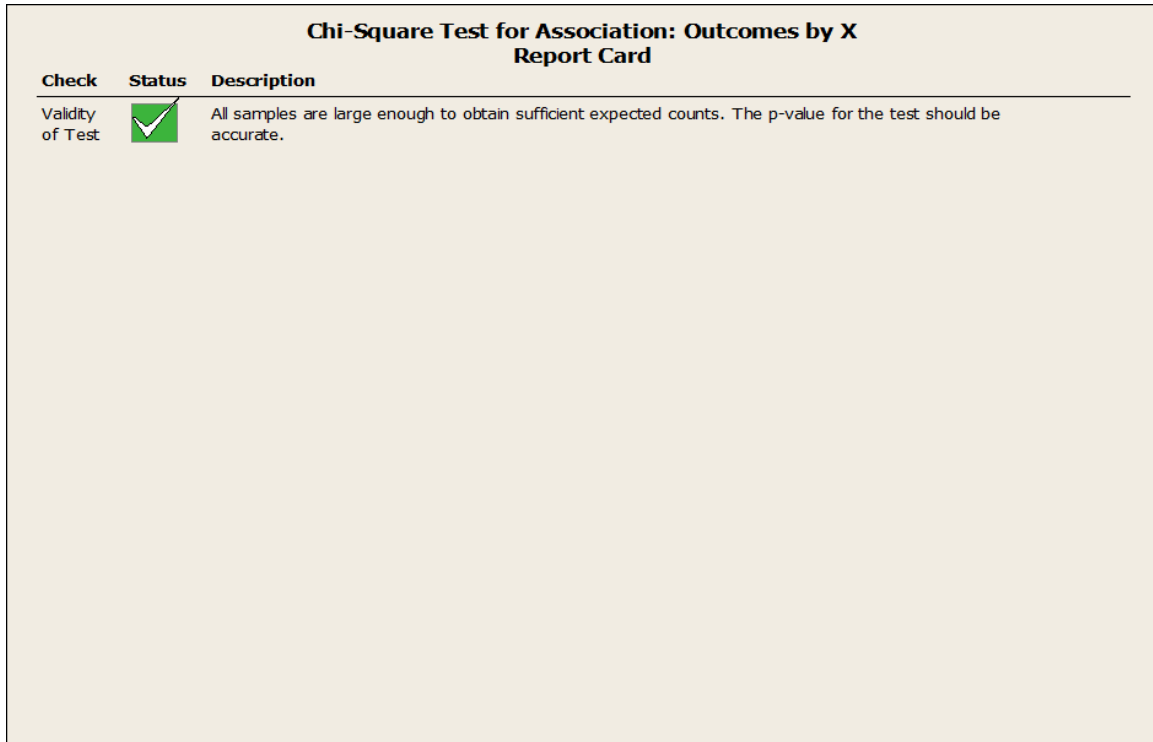 Chi-Square Test for Association: Outcomes by X
Report Card
Check Status Description
Validity of Test
All samples are large enough to obtain sufficient expected counts. The p-value for the test should be
accurate.